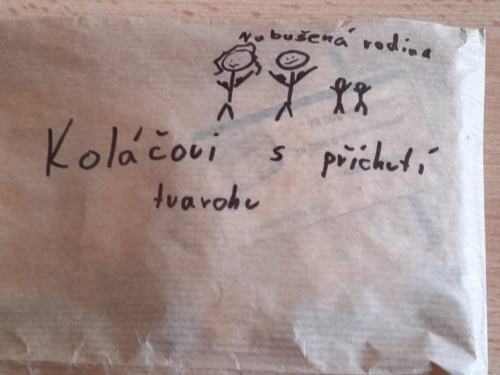 Nabušená rodina
Koláčovi s příchutí
tvarohu